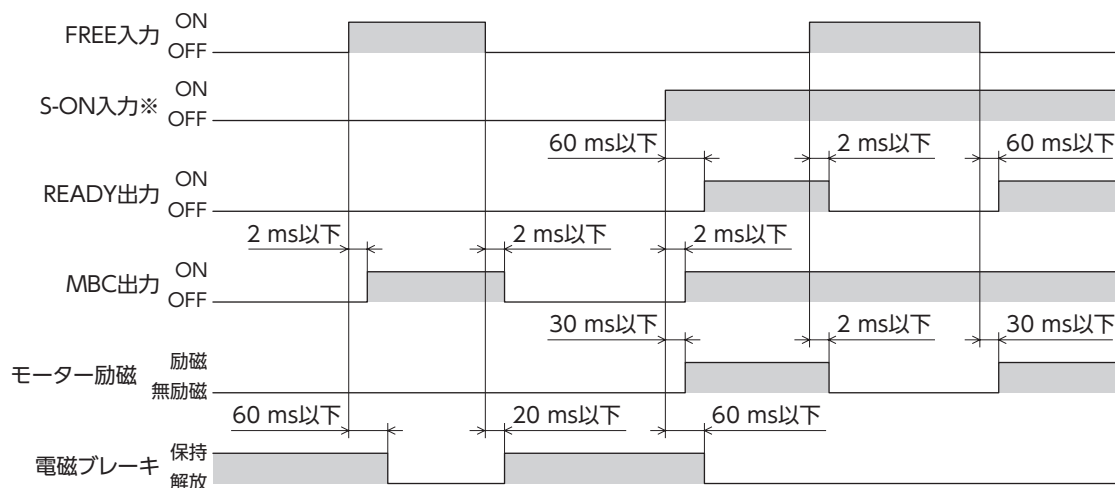 FREE入力
ON
OFF
S-ON入力※
ON
OFF
60 ms以下
2 ms以下
60 ms以下
READY出力
ON
OFF
2 ms以下
2 ms以下
2 ms以下
MBC出力
ON
OFF
30 ms以下
2 ms以下
30 ms以下
モーター励磁
励磁
無励磁
60 ms以下
20 ms以下
60 ms以下
電磁ブレーキ
保持
解放